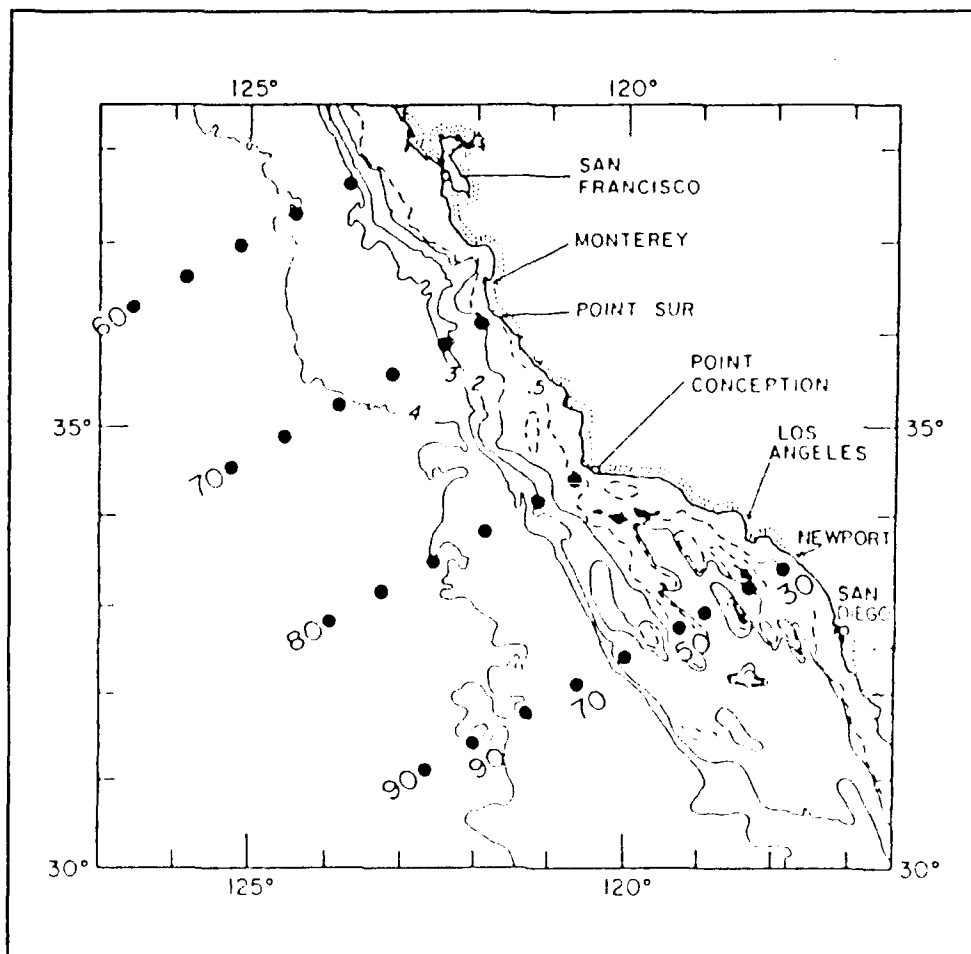 125° 120°
SAN
FRANCISCO
MONTEREY
POINT SUR
60
POINT
CONCEPTION
3 2 .5
4
35° 35°
LOS
ANGELES
70
NEWPORT
30
SAN
DIEGO
80
50
70
90
90
30° 30°
125° 120°